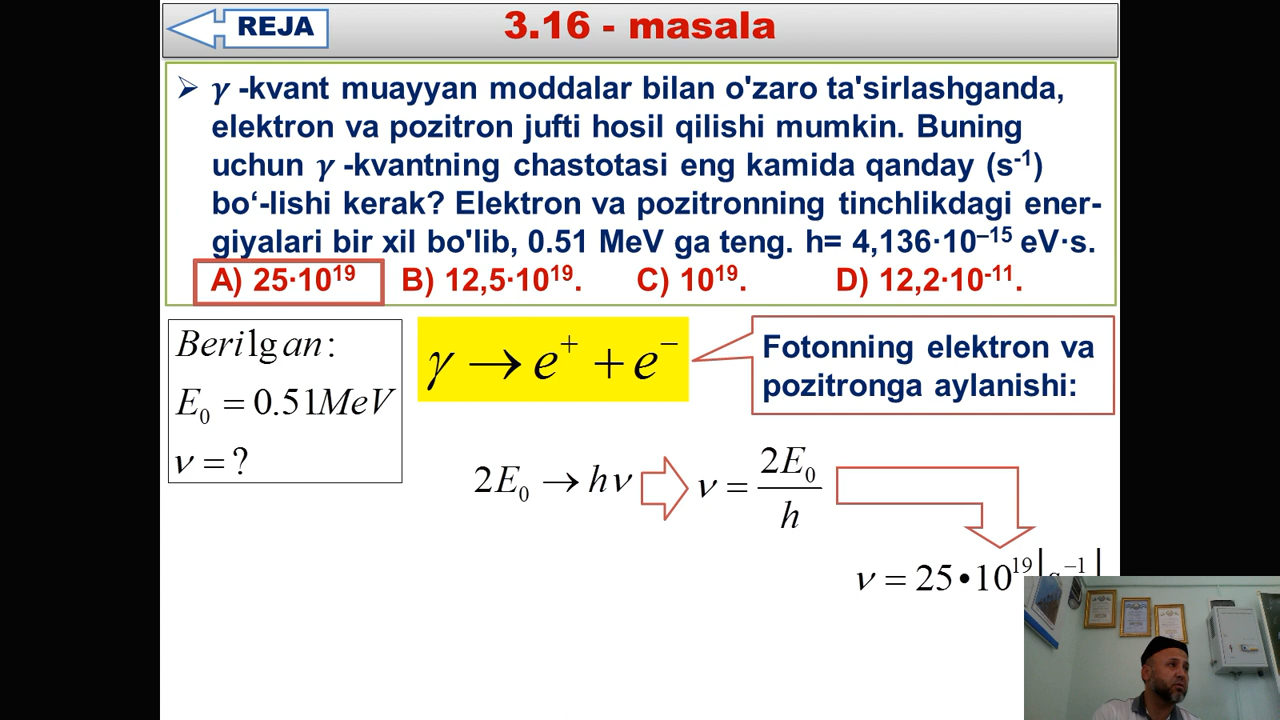 REJA
3.16 - masala
➢ γ -kvant muayyan moddalar bilan o'zaro ta'sirlashganda,
elektron va pozitron jufti hosil qilishi mumkin. Buning
uchun γ -kvantning chastotasi eng kamida qanday (s⁻¹)
bo‘-lishi kerak? Elektron va pozitronning tinchlikdagi ener-
giyalari bir xil bo'lib, 0.51 MeV ga teng. h= 4,136·10⁻¹⁵ eV·s.
A) 25·10¹⁹ B) 12,5·10¹⁹. C) 10¹⁹. D) 12,2·10⁻¹¹.
Berilgan:
E₀ = 0.51MeV
ν = ?
γ → e⁺ + e⁻
Fotonning elektron va
pozitronga aylanishi:
2E₀ → hν
ν = 2E₀ / h
ν = 25•10¹⁹|s⁻¹|